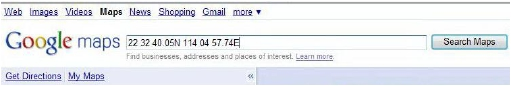 Web Images Videos Maps News Shopping Gmail more ▼
Google maps 22 32 40.05N 114 04 57.74E Search Maps
Find businesses, addresses and places of interest. Learn more
Get Directions My Maps «